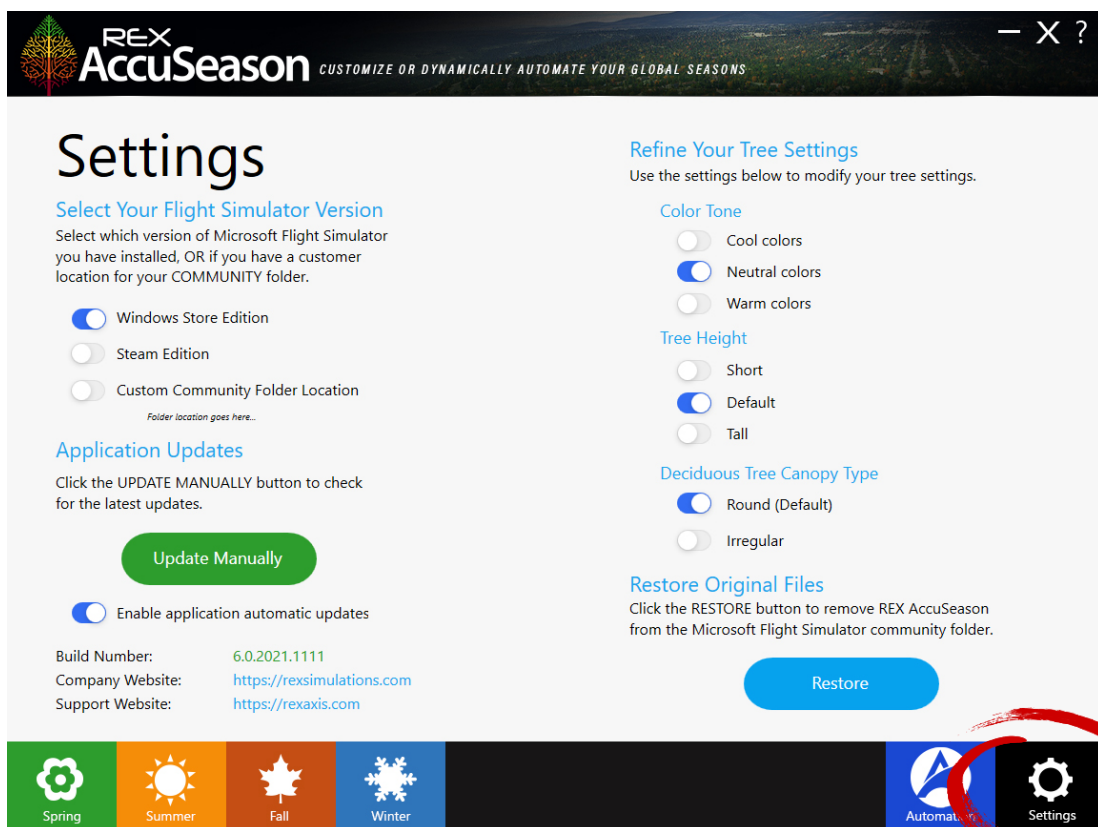 REX
AccuSeason CUSTOMIZE OR DYNAMICALLY AUTOMATE YOUR GLOBAL SEASONS
X ?
Settings
Select Your Flight Simulator Version
Select which version of Microsoft Flight Simulator
you have installed, OR if you have a customer
location for your COMMUNITY folder.
Windows Store Edition
Steam Edition
Custom Community Folder Location
Folder location goes here...
Application Updates
Click the UPDATE MANUALLY button to check
for the latest updates.
Update Manually
Enable application automatic updates
Build Number: 6.0.2021.1111
Company Website: https://rexsimulations.com
Support Website: https://rexaxis.com
Refine Your Tree Settings
Use the settings below to modify your tree settings.
Color Tone
Cool colors
Neutral colors
Warm colors
Tree Height
Short
Default
Tall
Deciduous Tree Canopy Type
Round (Default)
Irregular
Restore Original Files
Click the RESTORE button to remove REX AccuSeason
from the Microsoft Flight Simulator community folder.
Restore
Spring
Summer
Fall
Winter
Automation
Settings